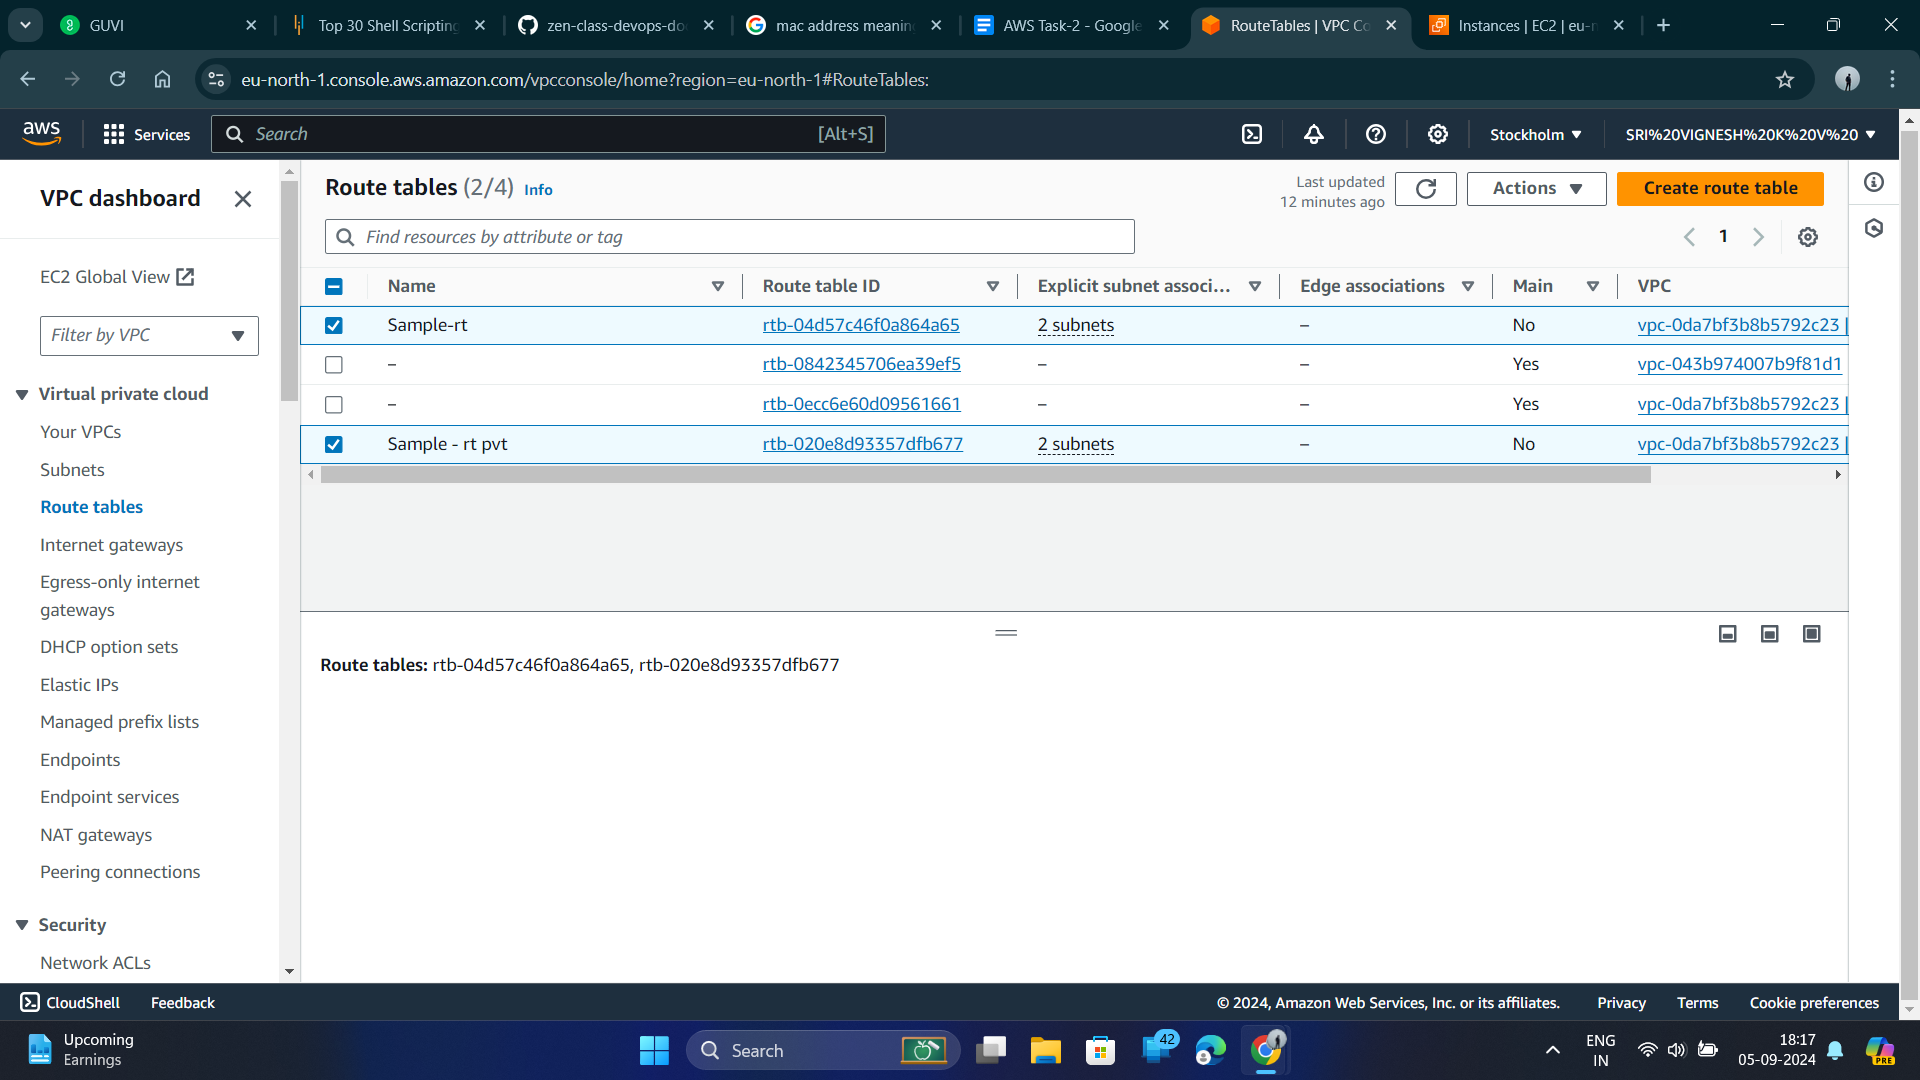 GUVI
Top 30 Shell Scripting
zen-class-devops-do
mac address meanin
AWS Task-2 - Google
RouteTables | VPC Co
Instances | EC2 | eu-n
eu-north-1.console.aws.amazon.com/vpcconsole/home?region=eu-north-1#RouteTables:
aws
Services
Search
[Alt+S]
Stockholm
SRI%20VIGNESH%20K%20V%20
VPC dashboard
EC2 Global View
Filter by VPC
Virtual private cloud
Your VPCs
Subnets
Route tables
Internet gateways
Egress-only internet
gateways
DHCP option sets
Elastic IPs
Managed prefix lists
Endpoints
Endpoint services
NAT gateways
Peering connections
Security
Network ACLs
Route tables (2/4) Info
Last updated
12 minutes ago
Actions
Create route table
Find resources by attribute or tag
1
Name Route table ID Explicit subnet associ... Edge associations Main VPC
Sample-rt rtb-04d57c46f0a864a65 2 subnets – No vpc-0da7bf3b8b5792c23 |
– rtb-0842345706ea39ef5 – – Yes vpc-043b974007b9f81d1
– rtb-0ecc6e60d09561661 – – Yes vpc-0da7bf3b8b5792c23 |
Sample - rt pvt rtb-020e8d93357dfb677 2 subnets – No vpc-0da7bf3b8b5792c23 |
Route tables: rtb-04d57c46f0a864a65, rtb-020e8d93357dfb677
CloudShell Feedback © 2024, Amazon Web Services, Inc. or its affiliates. Privacy Terms Cookie preferences
Upcoming
Earnings
Search
42
ENG
IN
18:17
05-09-2024
PRE